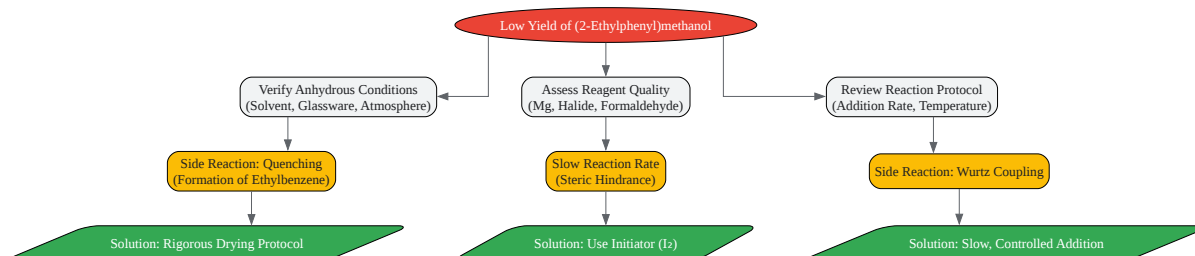 Low Yield of (2-Ethylphenyl)methanol
Verify Anhydrous Conditions
(Solvent, Glassware, Atmosphere)
Assess Reagent Quality
(Mg, Halide, Formaldehyde)
Review Reaction Protocol
(Addition Rate, Temperature)
Side Reaction: Quenching
(Formation of Ethylbenzene)
Slow Reaction Rate
(Steric Hindrance)
Side Reaction: Wurtz Coupling
Solution: Rigorous Drying Protocol
Solution: Use Initiator (I₂)
Solution: Slow, Controlled Addition